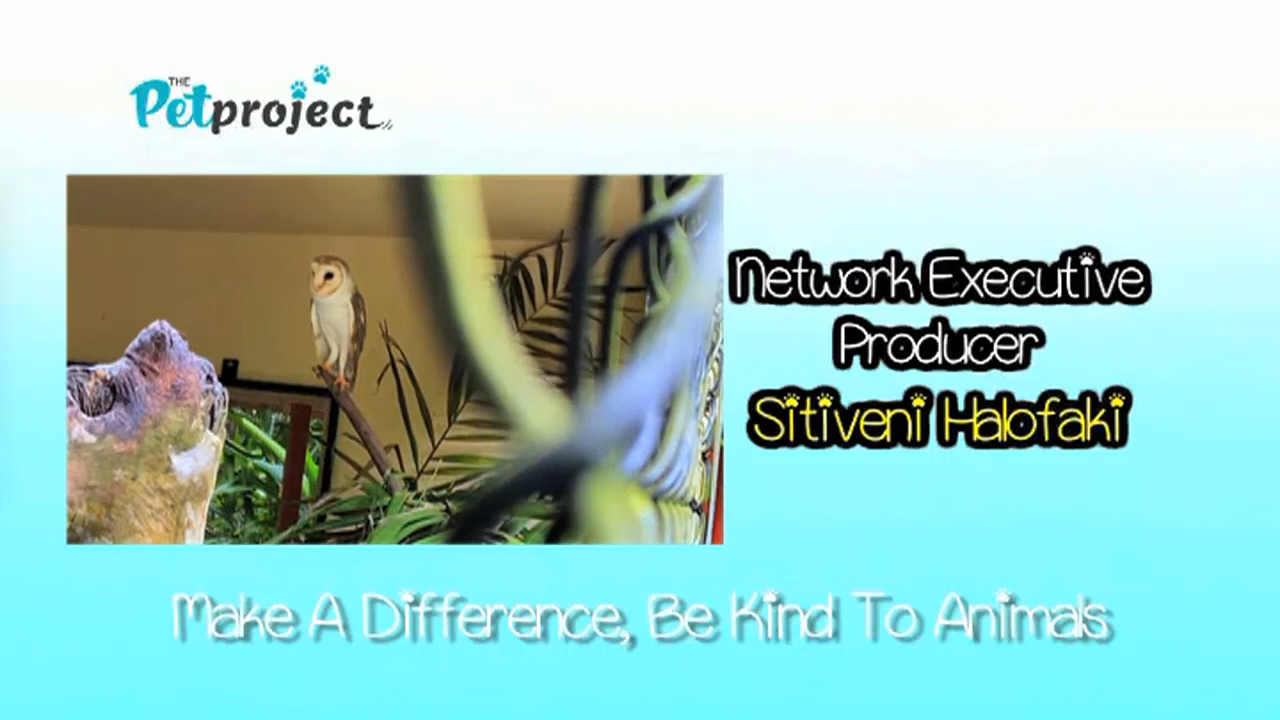 THE
Petproject
Network Executive
Producer
Sitiveni Halofaki
Make A Difference, Be Kind To Animals